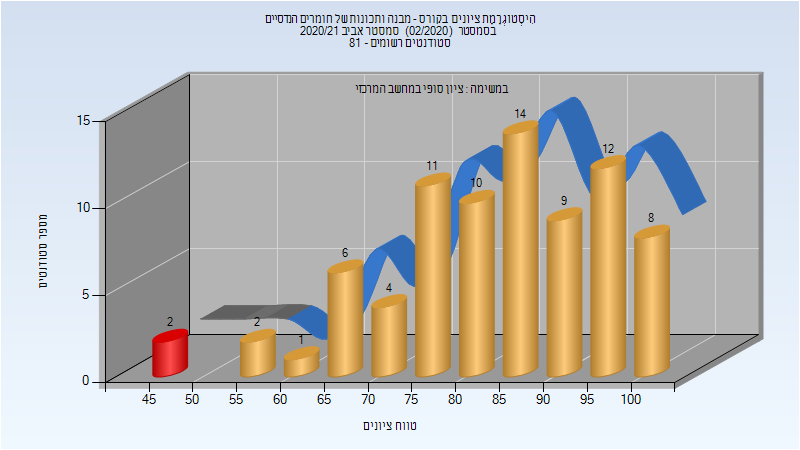 היסטוגרמת ציונים בקורס - מבנה ותכונות של חומרים הנדסיים
בסמסטר (02/2020) סמסטר אביב 2020/21
סטודנטים רשומים - 81
במשימה : ציון סופי במחשב המרכזי
מספר סטודנטים
15
10
5
0
2
2
1
6
4
11
10
14
9
12
8
45 50 55 60 65 70 75 80 85 90 95 100
טווח ציונים